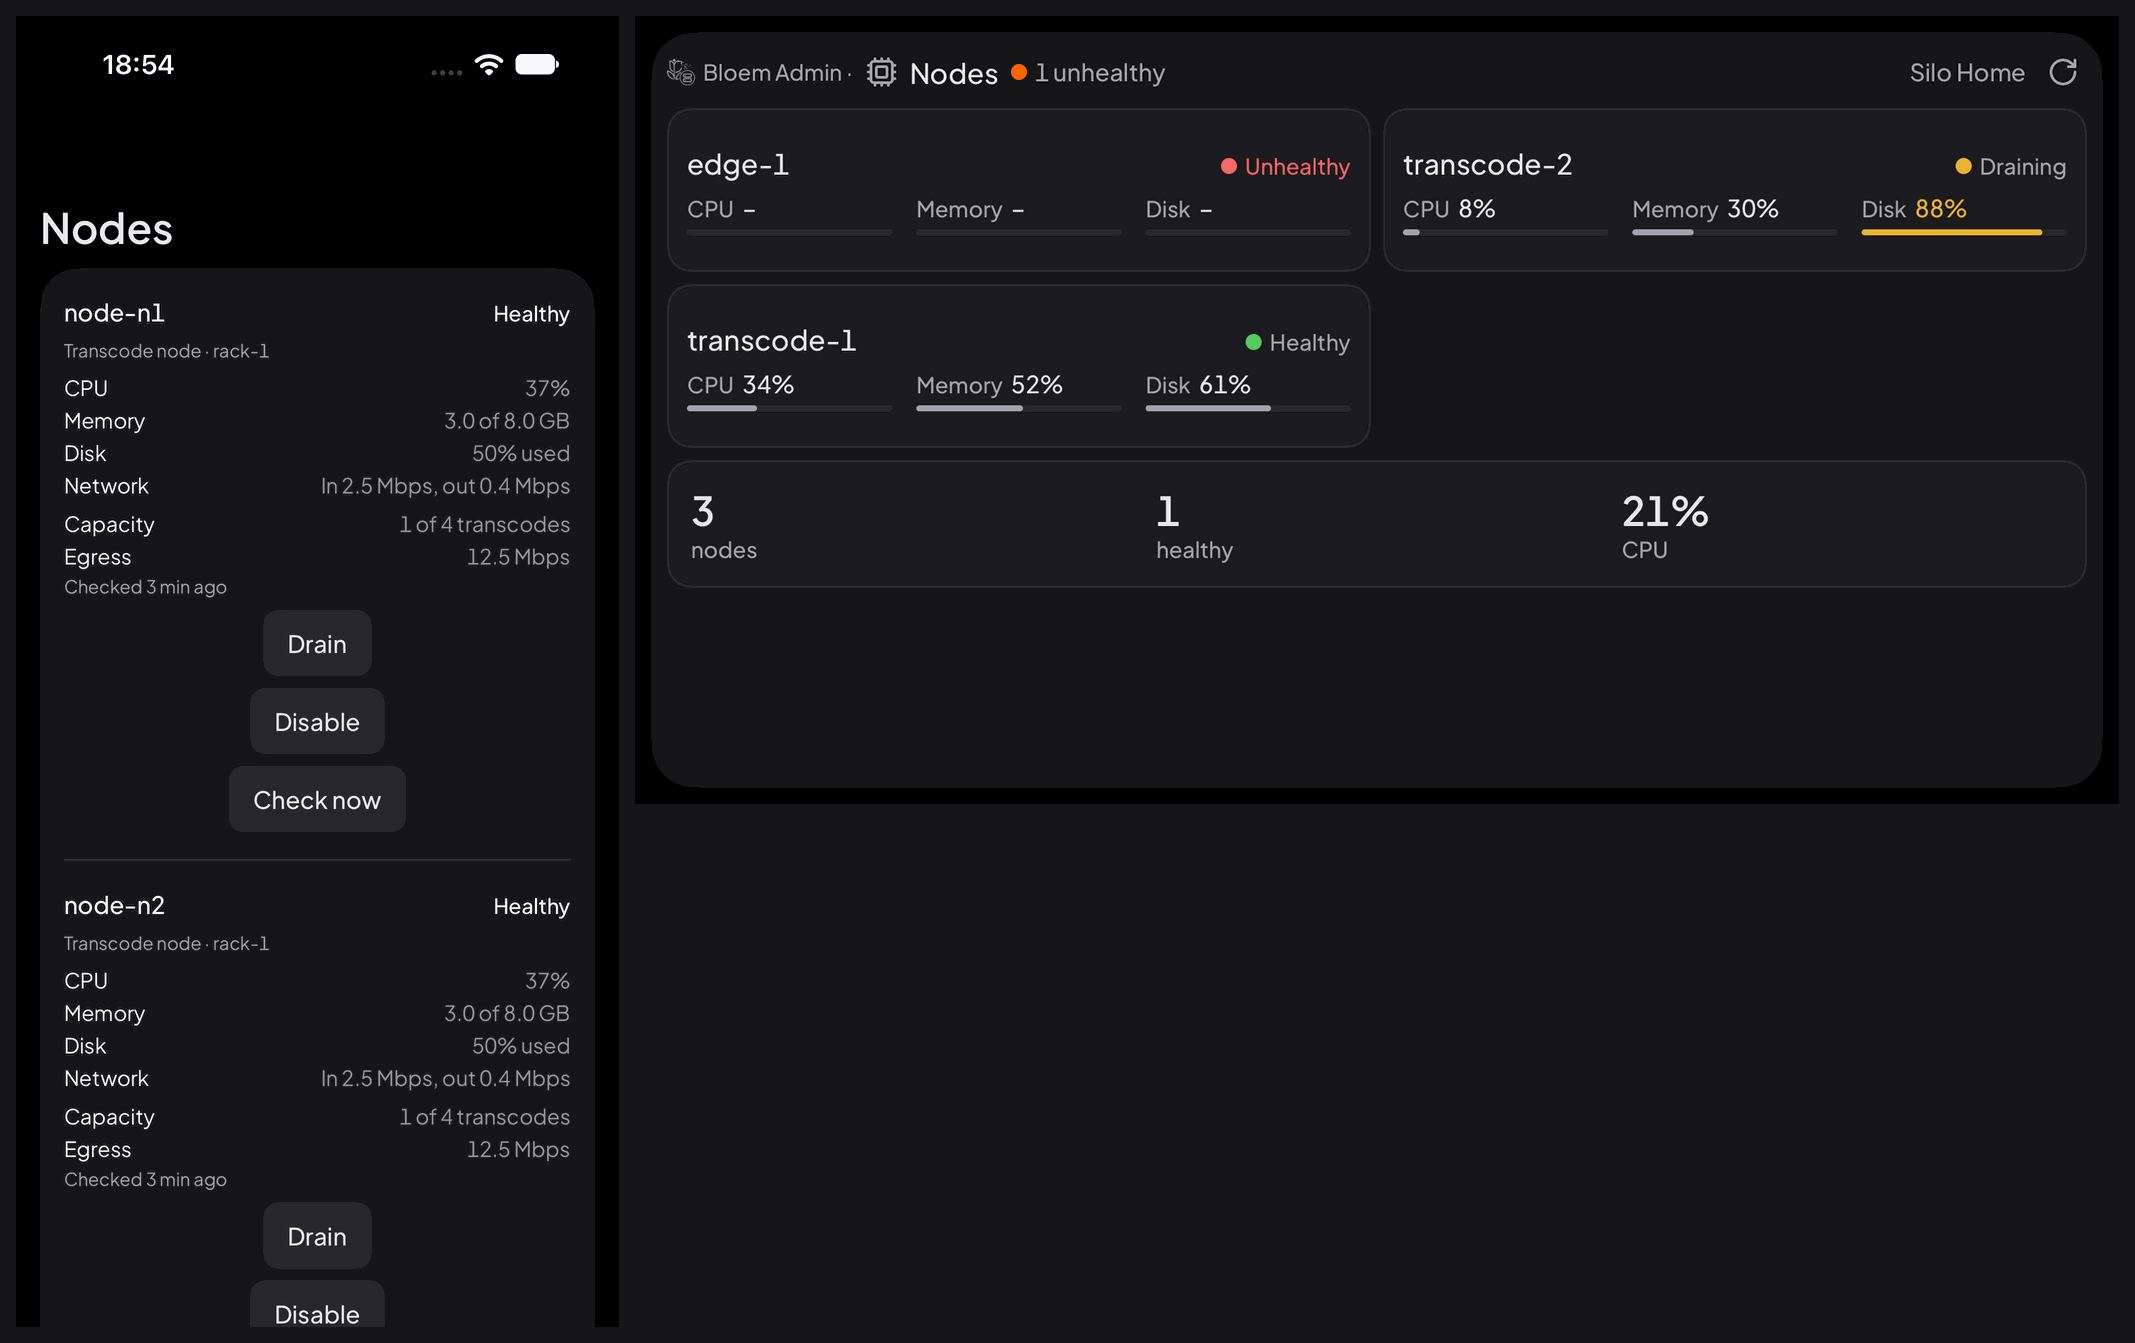 18:54
Nodes
node-n1 Healthy
Transcode node · rack-1
CPU 37%
Memory 3.0 of 8.0 GB
Disk 50% used
Network In 2.5 Mbps, out 0.4 Mbps
Capacity 1 of 4 transcodes
Egress 12.5 Mbps
Checked 3 min ago
Drain
Disable
Check now
node-n2 Healthy
Transcode node · rack-1
CPU 37%
Memory 3.0 of 8.0 GB
Disk 50% used
Network In 2.5 Mbps, out 0.4 Mbps
Capacity 1 of 4 transcodes
Egress 12.5 Mbps
Checked 3 min ago
Drain
Disable
Bloem Admin · Nodes 1 unhealthy Silo Home
edge-1 Unhealthy
CPU – Memory – Disk –
transcode-2 Draining
CPU 8% Memory 30% Disk 88%
transcode-1 Healthy
CPU 34% Memory 52% Disk 61%
3 1 21%
nodes healthy CPU